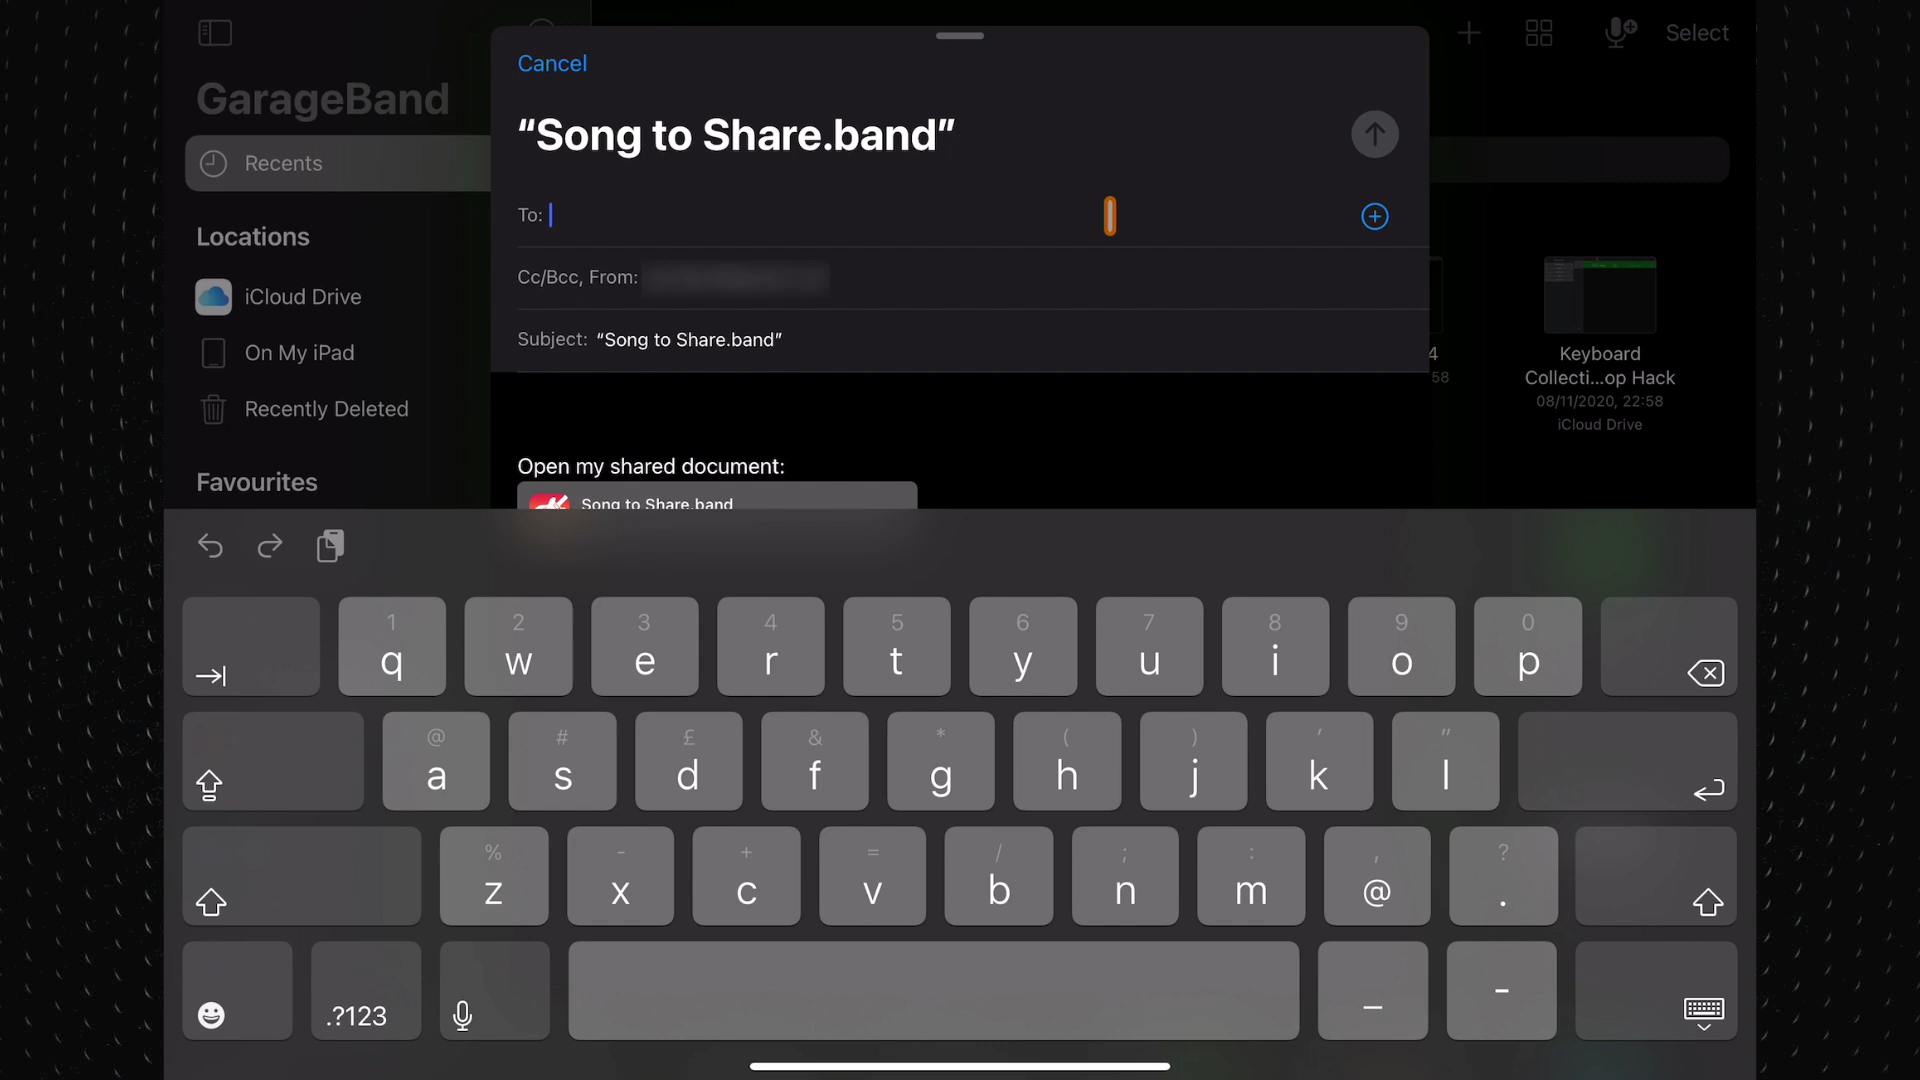 GarageBand
Select
Recents
Locations
iCloud Drive
On My iPad
Recently Deleted
Favourites
Cancel
“Song to Share.band”
To:
Cc/Bcc, From:
Subject: “Song to Share.band”
Open my shared document:
Song to Share.band
4
58
Keyboard
Collecti...op Hack
08/11/2020, 22:58
iCloud Drive
1 2 3 4 5 6 7 8 9 0
q w e r t y u i o p
@ # £ & * ( ) ' "
a s d f g h j k l
% - + = / ; : , ?
z x c v b n m @ .
.?123 _ -